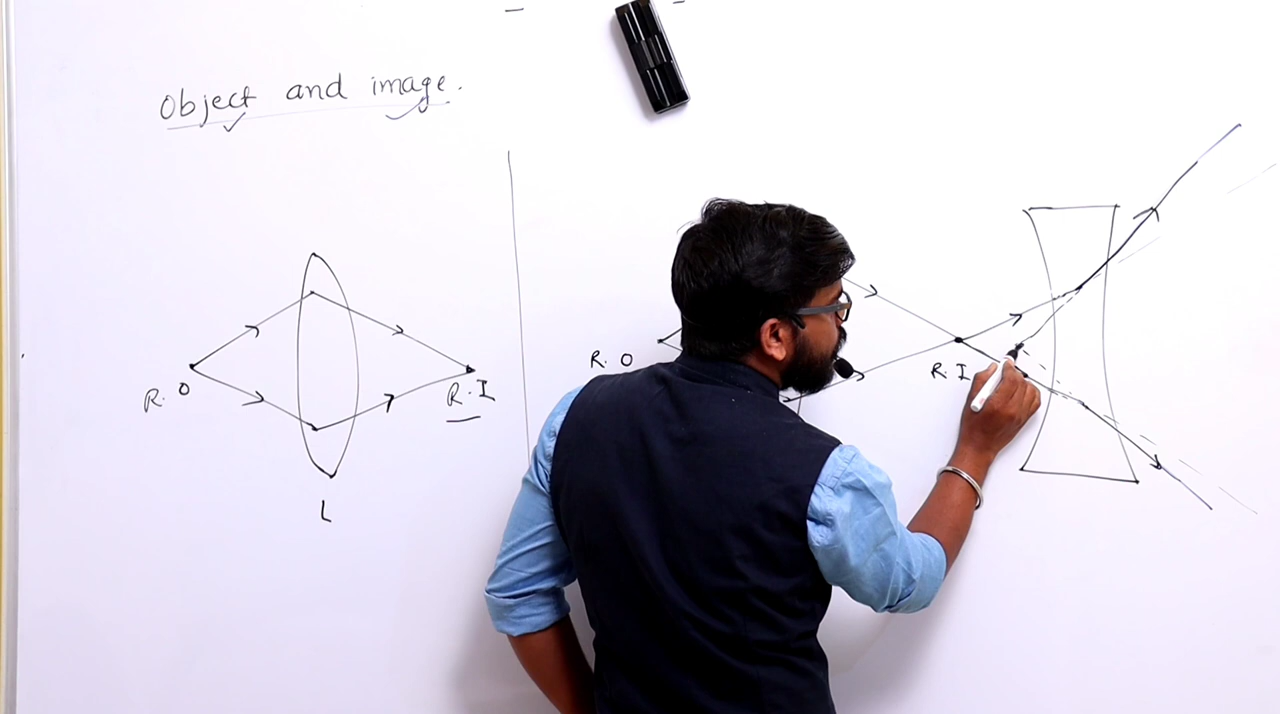 Object and image.
R. O
R. I
L
R. O
R. I